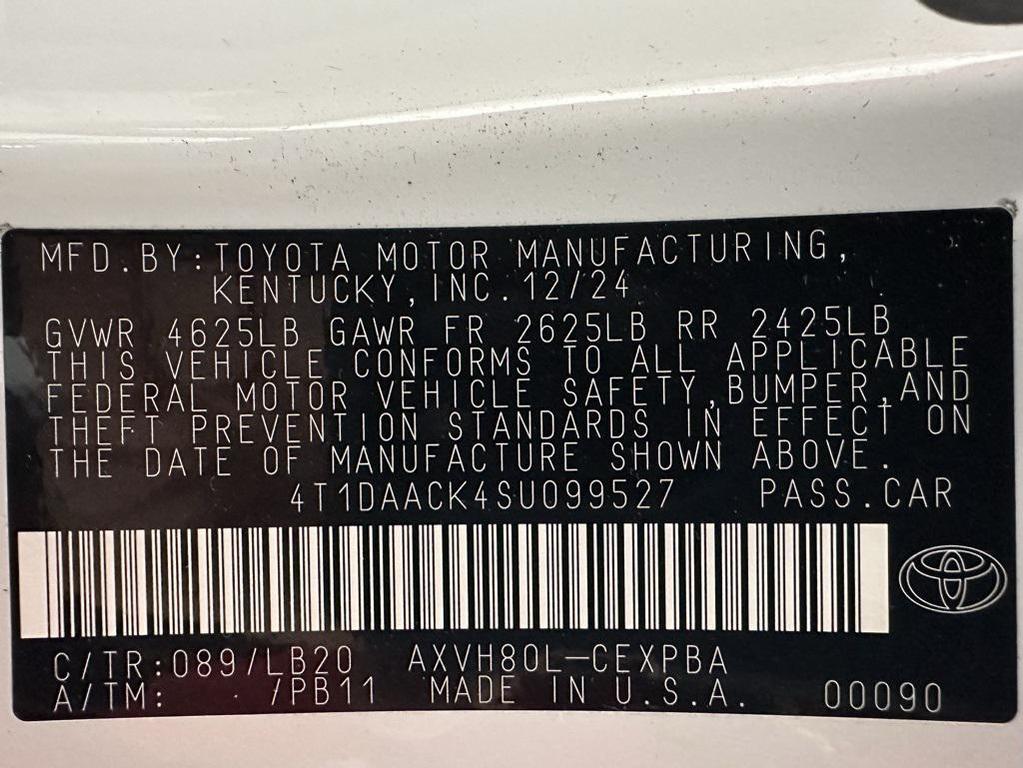 MFD.BY:TOYOTA MOTOR MANUFACTURING,
KENTUCKY,INC.12/24
GVWR 4625LB GAWR FR 2625LB RR 2425LB
THIS VEHICLE CONFORMS TO ALL APPLICABLE
FEDERAL MOTOR VEHICLE SAFETY,BUMPER,AND
THEFT PREVENTION STANDARDS IN EFFECT ON
THE DATE OF MANUFACTURE SHOWN ABOVE.
4T1DAACK4SU099527 PASS.CAR
C/TR:089/LB20 AXVH80L-CEXPBA
A/TM: /PB11 MADE IN U.S.A. 00090